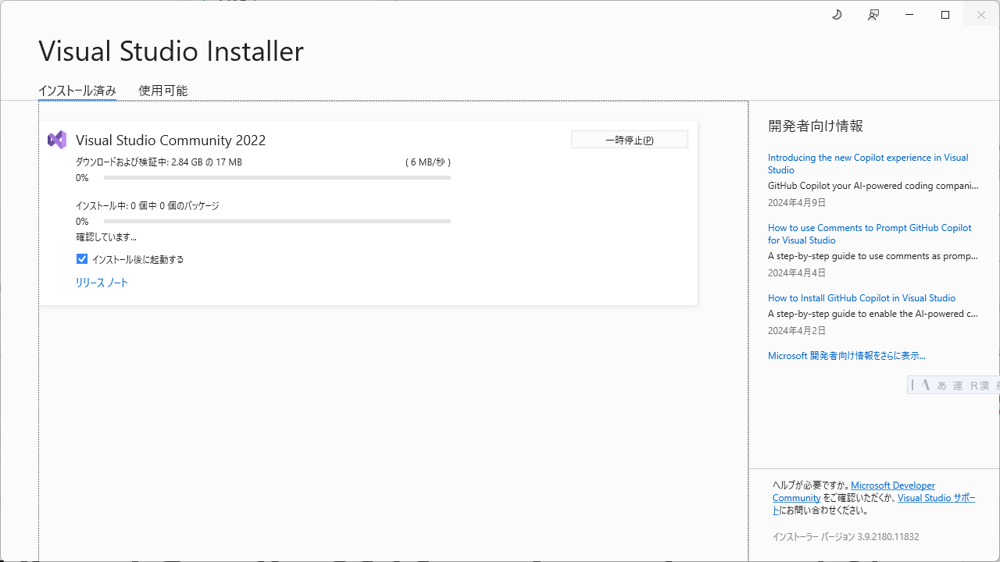 Visual Studio Installer
インストール済み
使用可能
Visual Studio Community 2022
一時停止(P)
ダウンロードおよび検証中: 2.84 GB の 17 MB
( 6 MB/秒 )
0%
インストール中: 0 個中 0 個のパッケージ
0%
確認しています...
インストール後に起動する
リリース ノート
開発者向け情報
Introducing the new Copilot experience in Visual
Studio
GitHub Copilot your AI-powered coding compani...
2024年4月9日
How to use Comments to Prompt GitHub Copilot
for Visual Studio
A step-by-step guide to use comments as promp...
2024年4月4日
How to Install GitHub Copilot in Visual Studio
A step-by-step guide to enable the AI-powered c...
2024年4月2日
Microsoft 開発者向け情報をさらに表示...
あ 連 R漢
ヘルプが必要ですか。Microsoft Developer
Community をご確認いただくか、Visual Studio サポー
トにお問い合わせください。
インストーラー バージョン 3.9.2180.11832